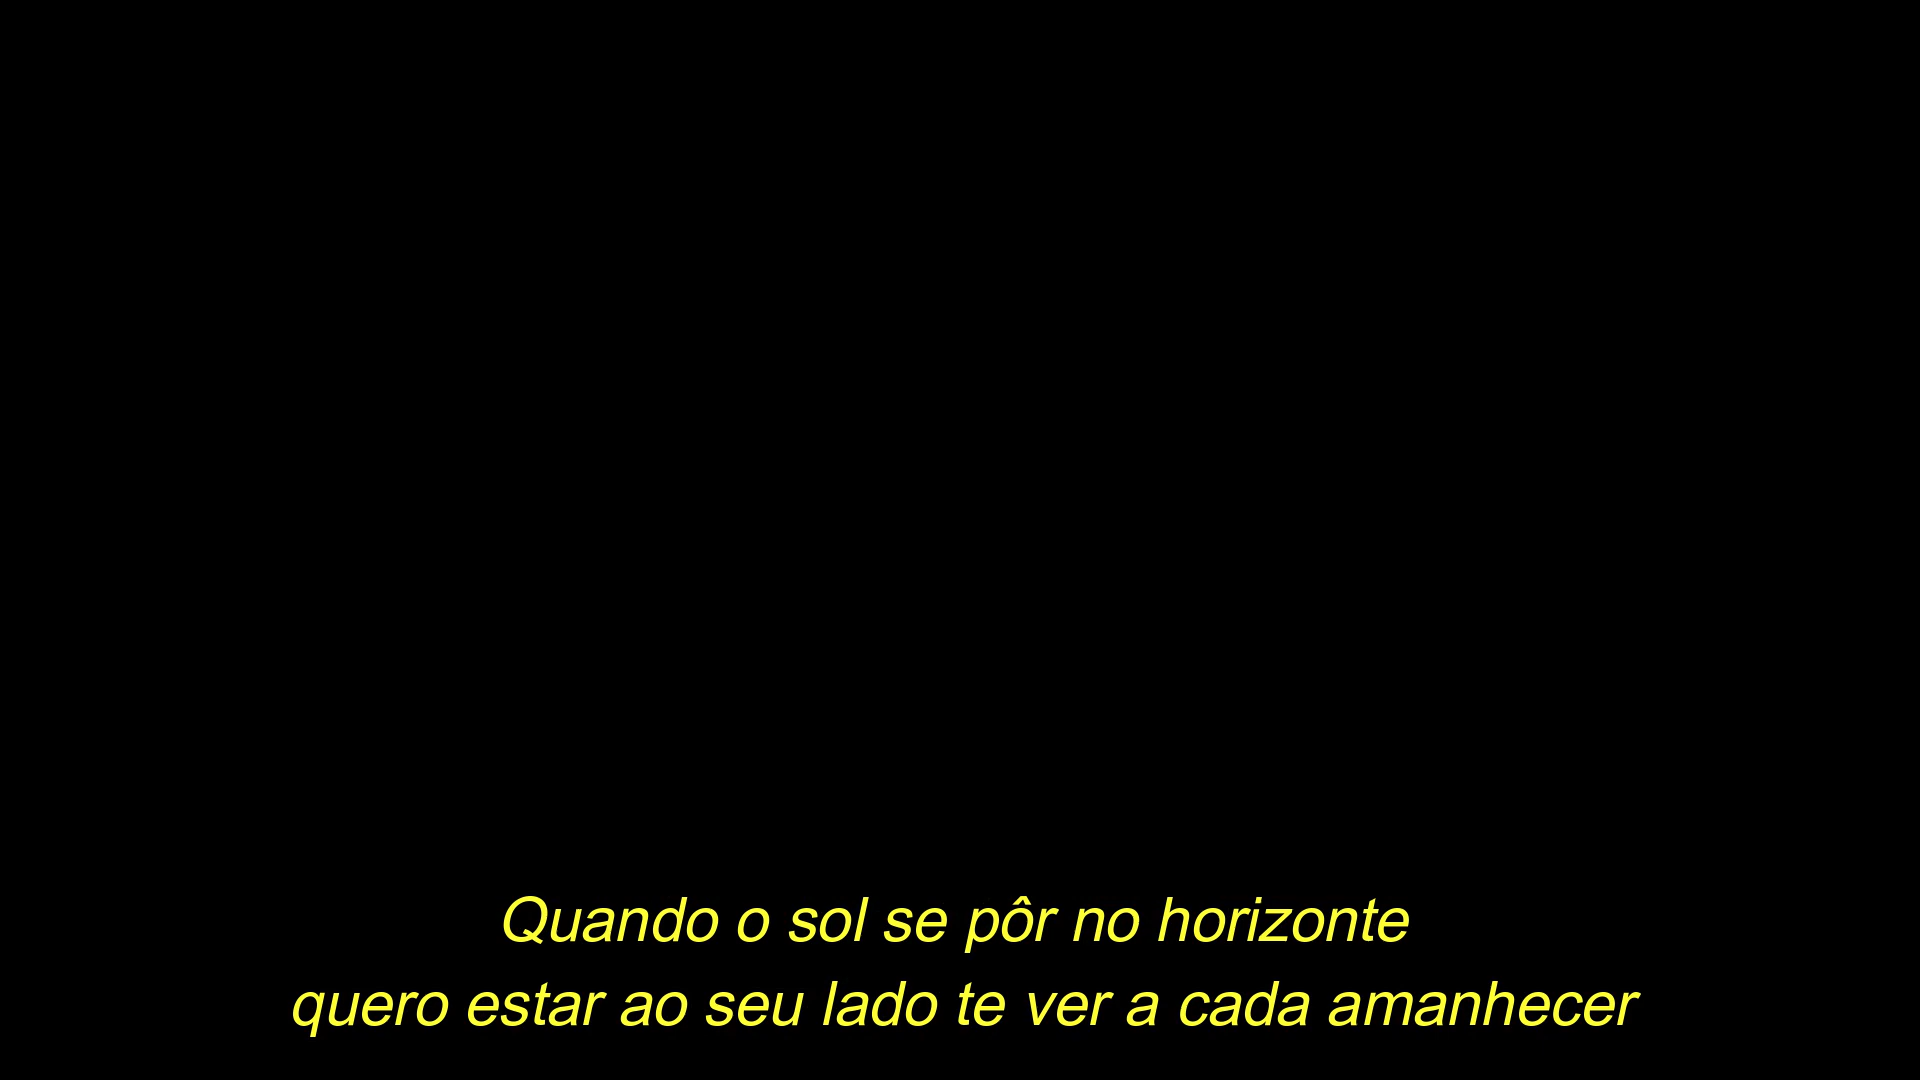 Quando o sol se pôr no horizonte
quero estar ao seu lado te ver a cada amanhecer